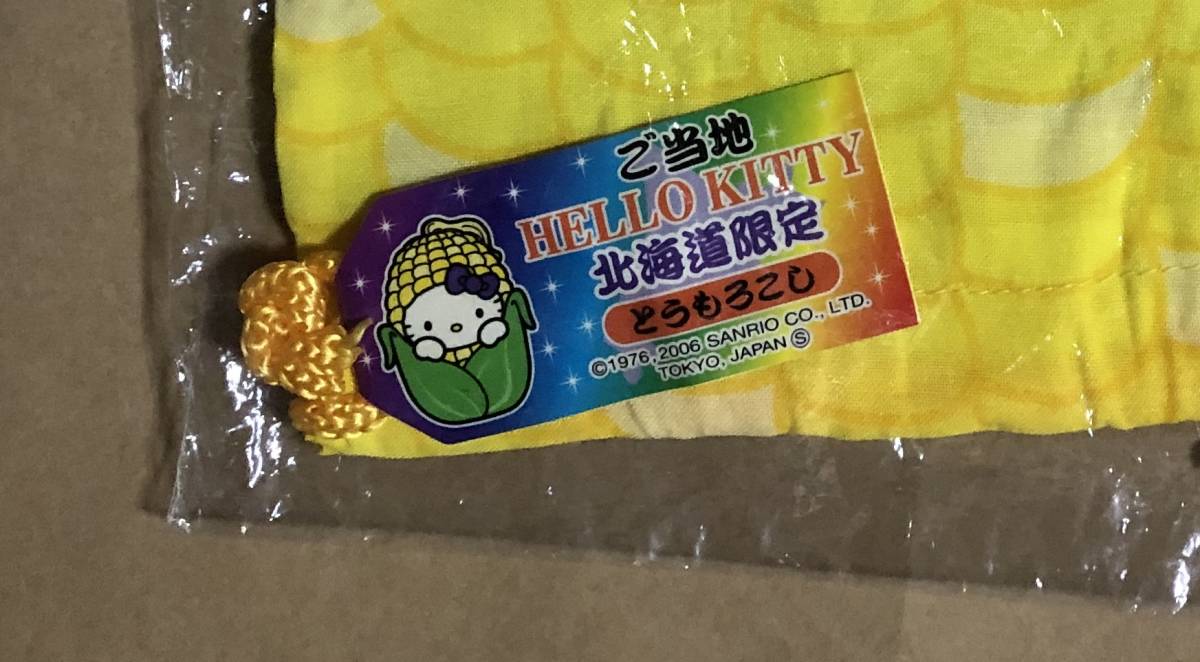 ご当地
HELLO KITTY
北海道限定
とうもろこし
©1976, 2006 SANRIO CO., LTD.
TOKYO, JAPAN Ⓢ